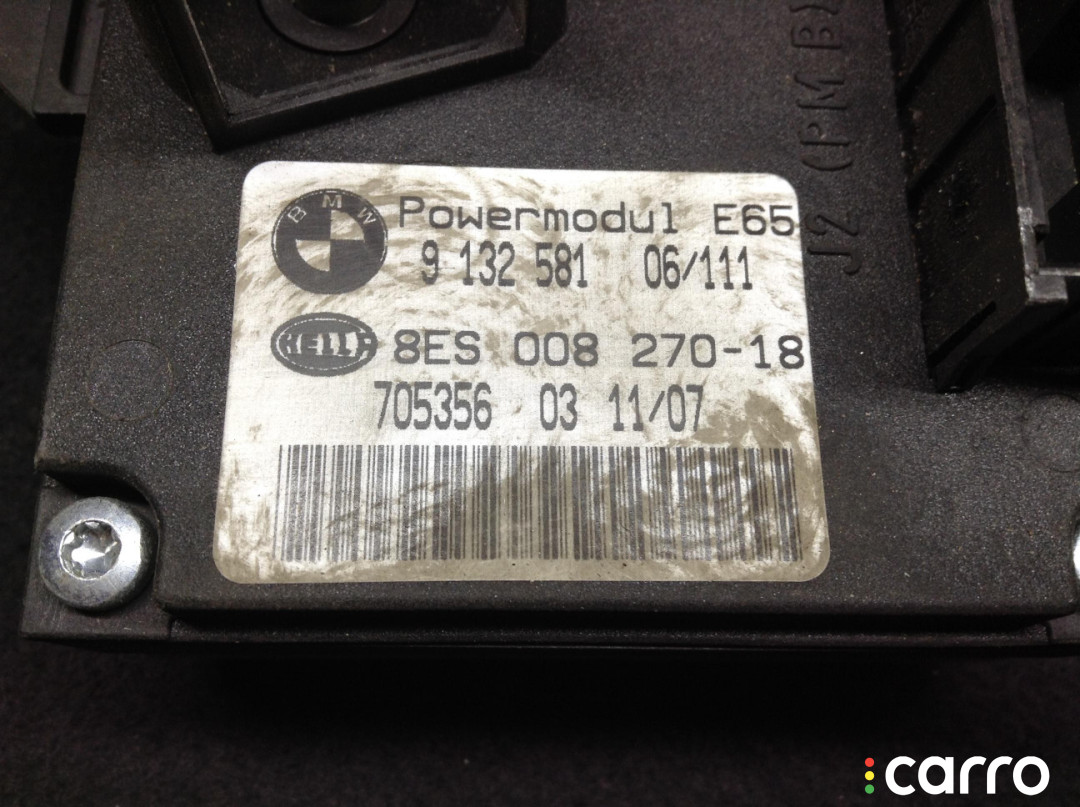 J2 (PM B)
BMW
Powermodul E65
9 132 581 06/111
HELLA
8ES 008 270-18
705356 03 11/07
carro